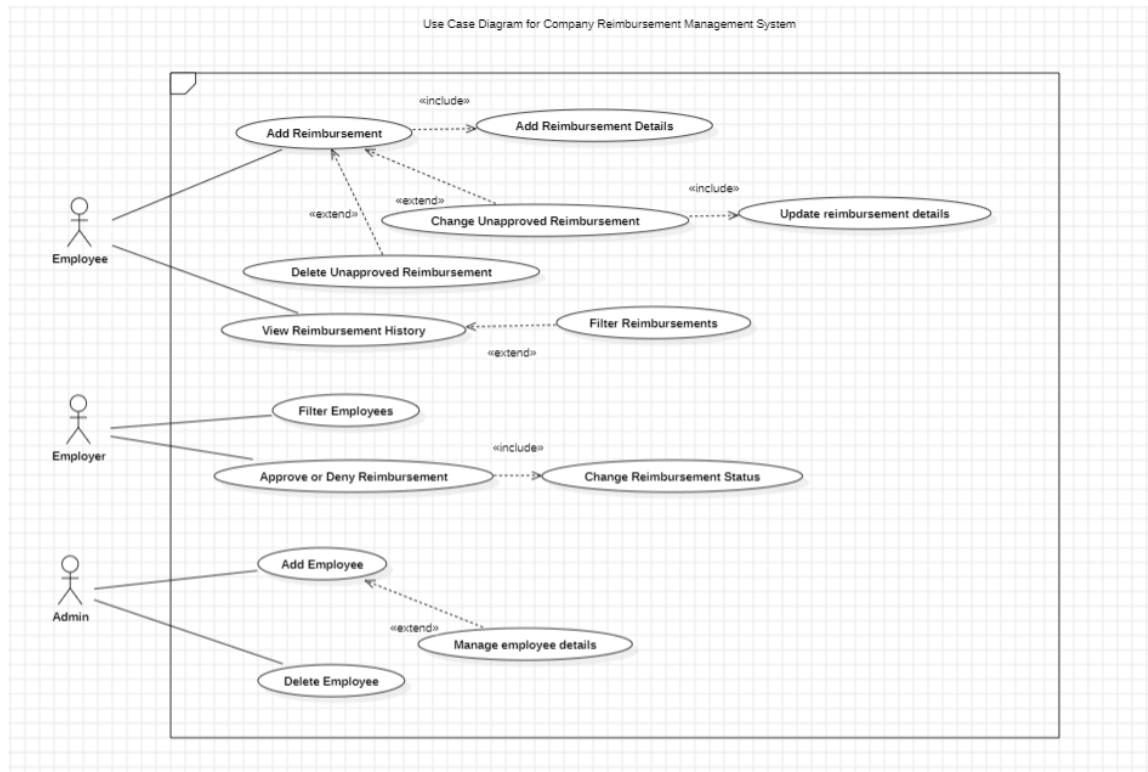 Use Case Diagram for Company Reimbursement Management System
«include»
Add Reimbursement
Add Reimbursement Details
«include»
«extend»
«extend»
Change Unapproved Reimbursement
Update reimbursement details
Employee
Delete Unapproved Reimbursement
View Reimbursement History
Filter Reimbursements
«extend»
Filter Employees
Employer
«include»
Approve or Deny Reimbursement
Change Reimbursement Status
Add Employee
Admin
«extend»
Manage employee details
Delete Employee